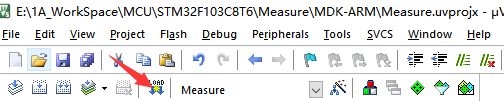 E:\1A_WorkSpace\MCU\STM32F103C8T6\Measure\MDK-ARM\Measure.uvprojx - µV
File Edit View Project Flash Debug Peripherals Tools SVCS Window Help
LOAD
Measure